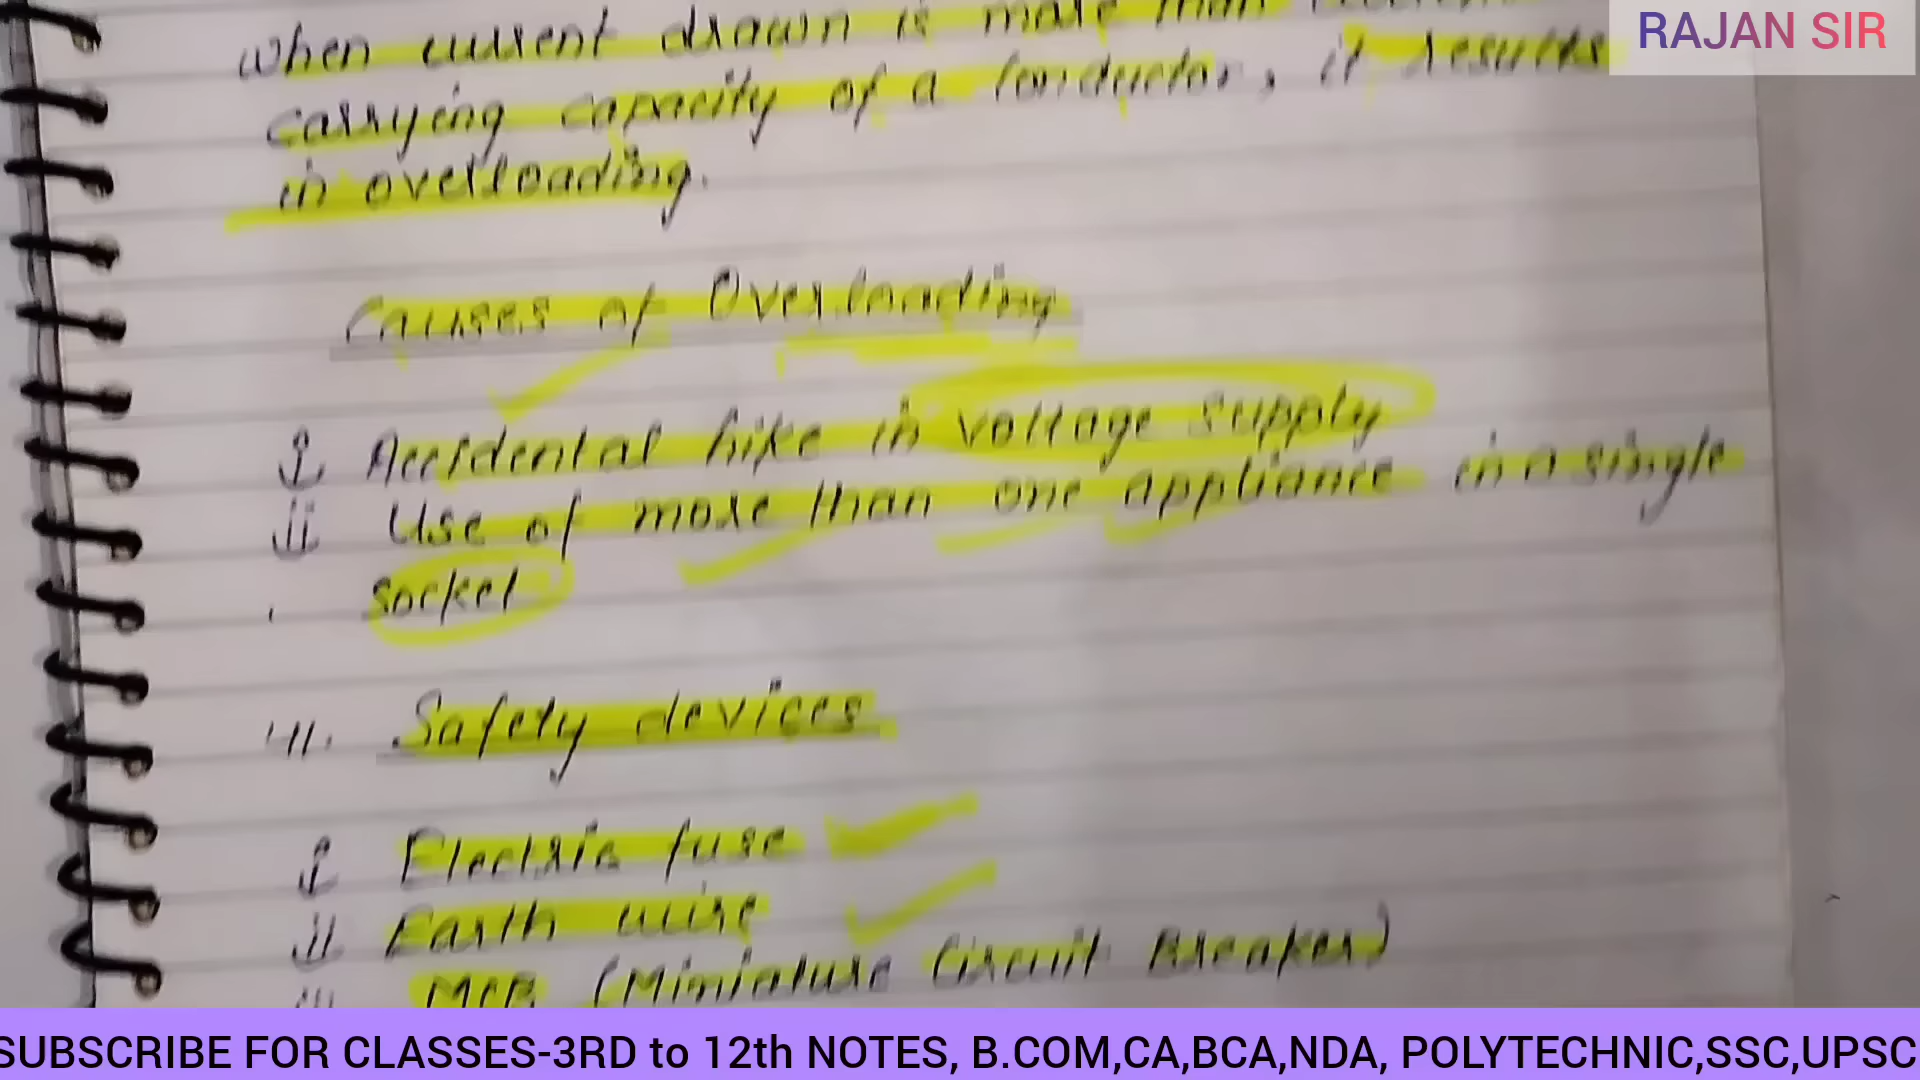 RAJAN SIR
when current drawn is more than
carrying capacity of a conductor, it results
in overloading.
Causes of Overloading
i Accidental hike in voltage supply
ii Use of more than one appliance in a single
socket
4. Safety devices
i Electric fuse
ii Earth wire
iii MCB (Miniature Circuit Breaker)
SUBSCRIBE FOR CLASSES-3RD to 12th NOTES, B.COM,CA,BCA,NDA, POLYTECHNIC,SSC,UPSC